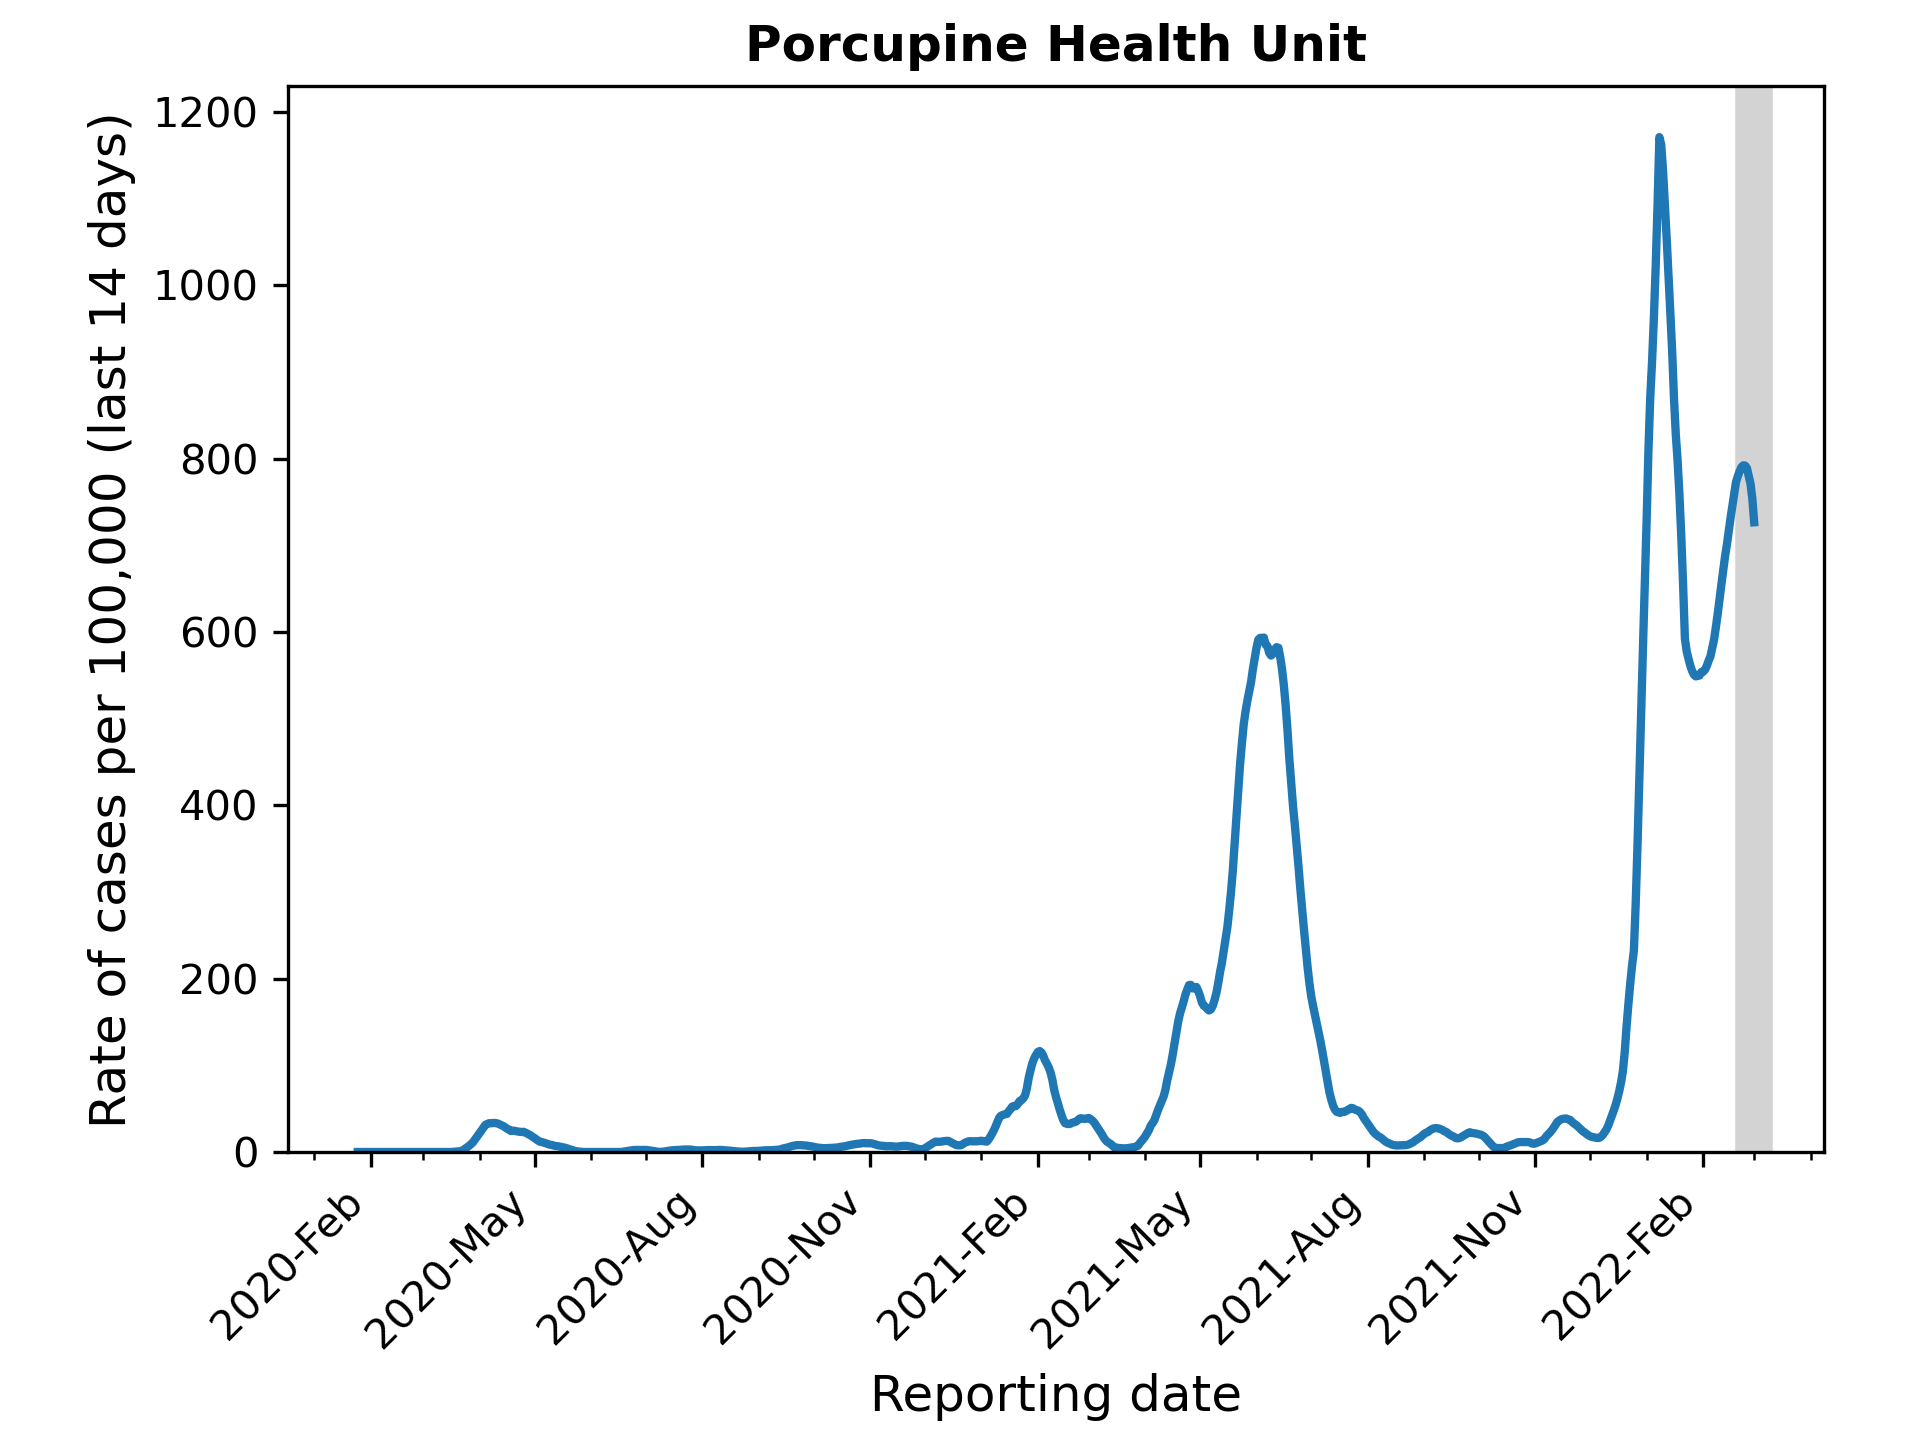 Porcupine Health Unit
Rate of cases per 100,000 (last 14 days)
1200
1000
800
600
400
200
0
2020-Feb
2020-May
2020-Aug
2020-Nov
2021-Feb
2021-May
2021-Aug
2021-Nov
2022-Feb
Reporting date